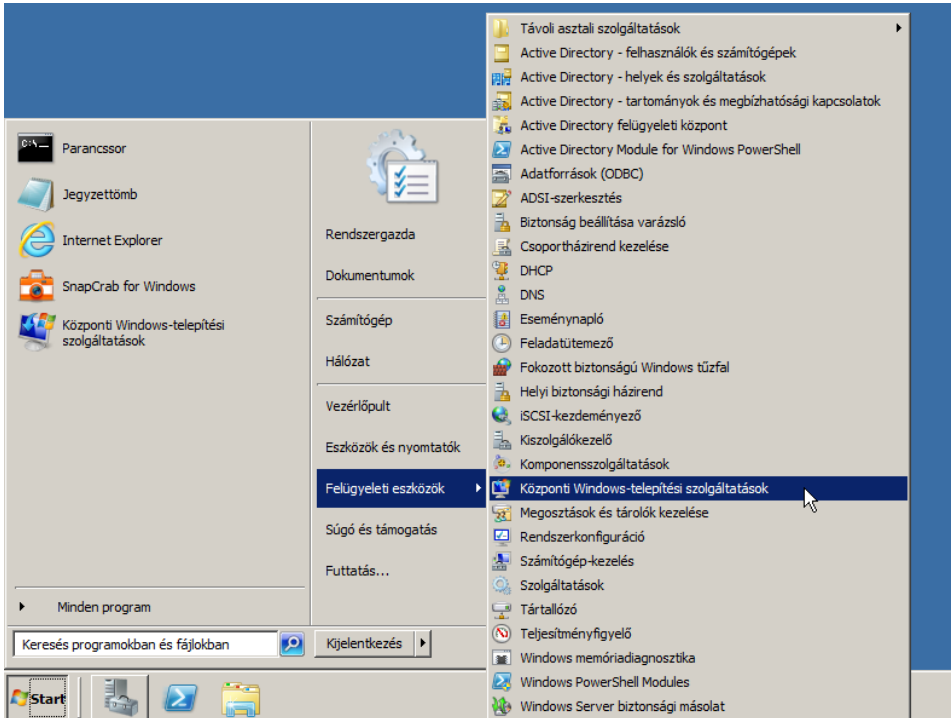 Parancssor
Jegyzettömb
Internet Explorer
SnapCrab for Windows
Központi Windows-telepítési
szolgáltatások
Minden program
Keresés programokban és fájlokban
Rendszergazda
Dokumentumok
Számítógép
Hálózat
Vezérlőpult
Eszközök és nyomtatók
Felügyeleti eszközök
Súgó és támogatás
Futtatás...
Kijelentkezés
Távoli asztali szolgáltatások
Active Directory - felhasználók és számítógépek
Active Directory - helyek és szolgáltatások
Active Directory - tartományok és megbízhatósági kapcsolatok
Active Directory felügyeleti központ
Active Directory Module for Windows PowerShell
Adatforrások (ODBC)
ADSI-szerkesztés
Biztonság beállítása varázsló
Csoportházirend kezelése
DHCP
DNS
Eseménynapló
Feladatütemező
Fokozott biztonságú Windows tűzfal
Helyi biztonsági házirend
iSCSI-kezdeményező
Kiszolgálókezelő
Komponensszolgáltatások
Központi Windows-telepítési szolgáltatások
Megosztások és tárolók kezelése
Rendszerkonfiguráció
Számítógép-kezelés
Szolgáltatások
Tártallózó
Teljesítményfigyelő
Windows memóriadiagnosztika
Windows PowerShell Modules
Windows Server biztonsági másolat
Start